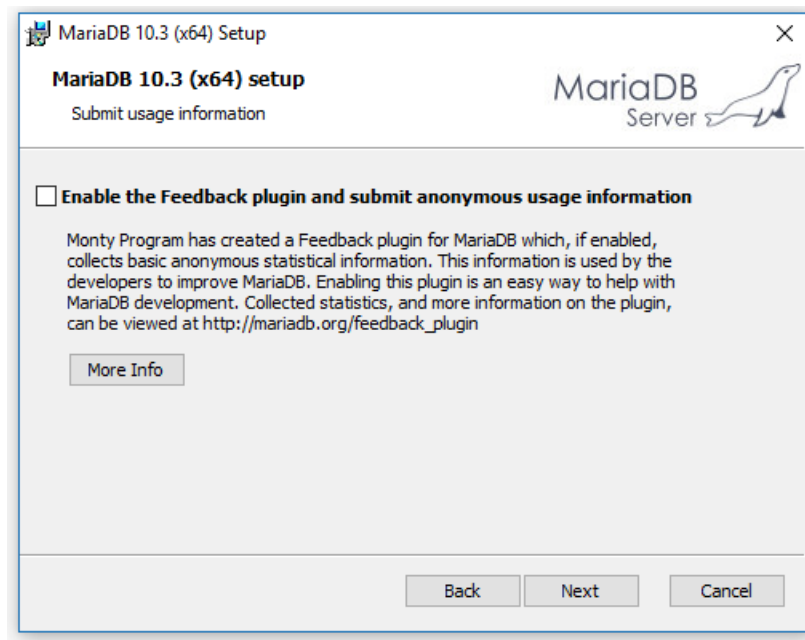 MariaDB 10.3 (x64) Setup
MariaDB 10.3 (x64) setup
Submit usage information
MariaDB
Server
Enable the Feedback plugin and submit anonymous usage information
Monty Program has created a Feedback plugin for MariaDB which, if enabled,
collects basic anonymous statistical information. This information is used by the
developers to improve MariaDB. Enabling this plugin is an easy way to help with
MariaDB development. Collected statistics, and more information on the plugin,
can be viewed at http://mariadb.org/feedback_plugin
More Info
Back Next Cancel